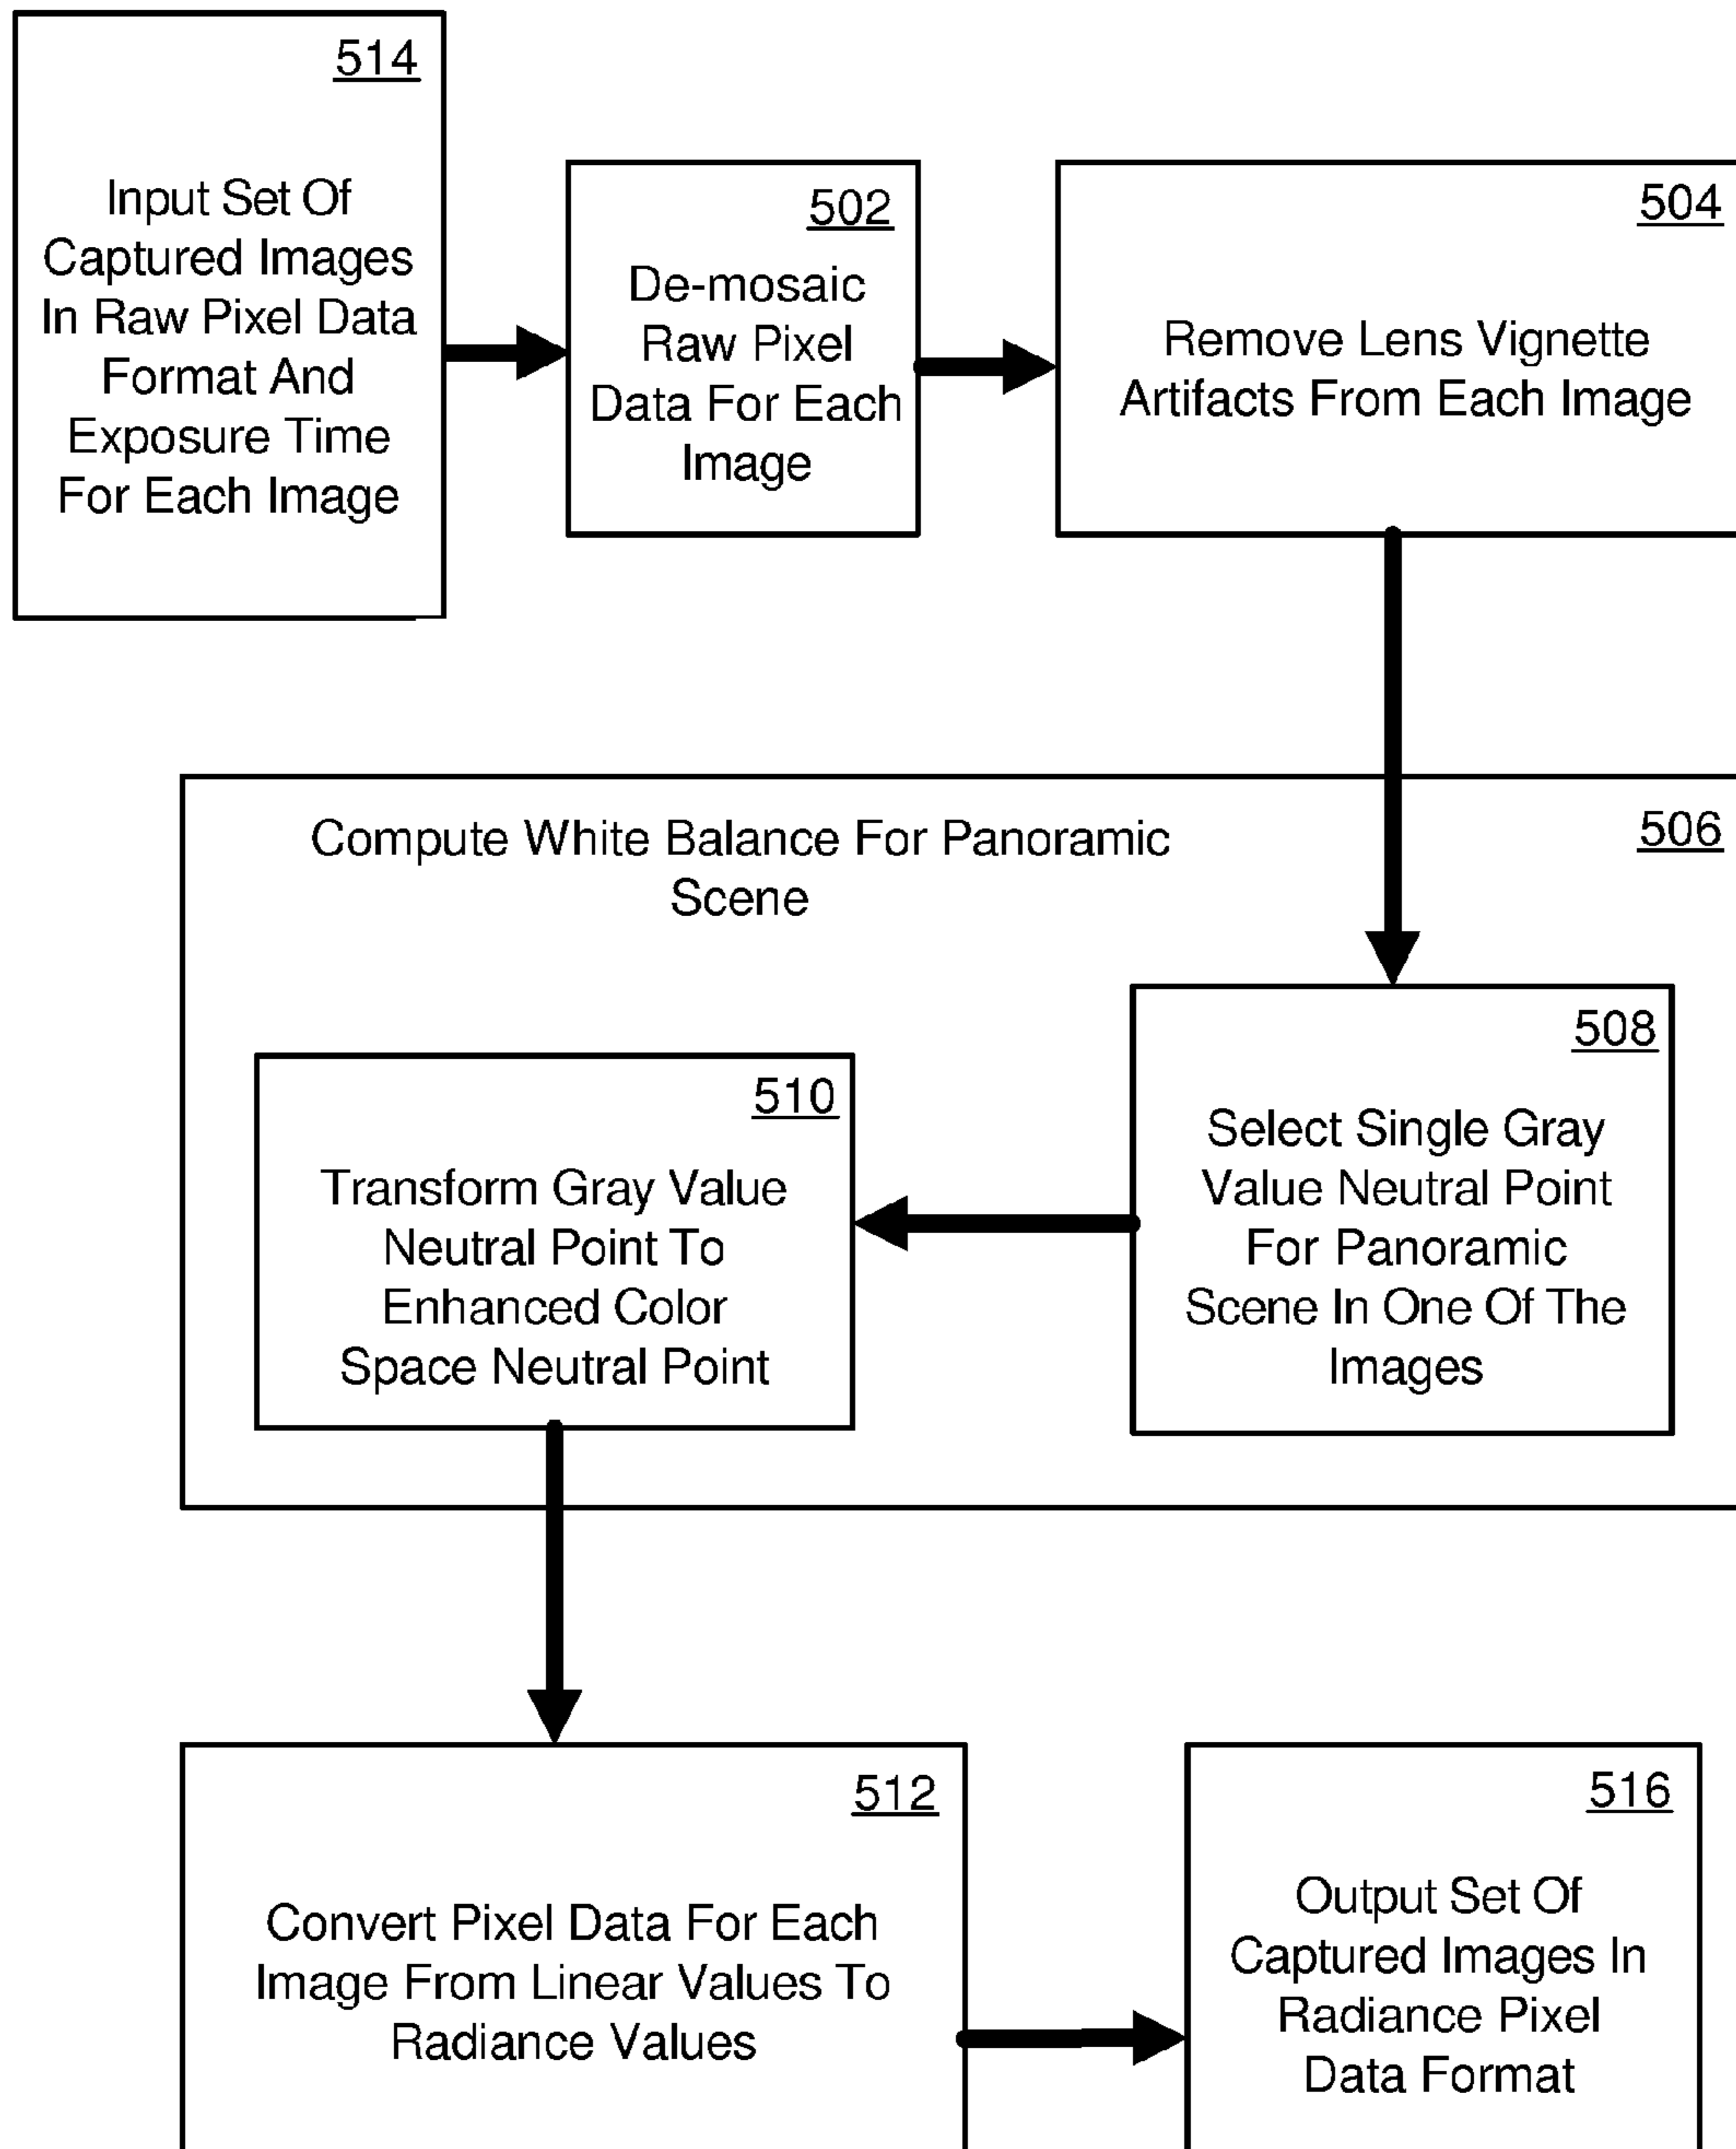 514
Input Set Of
Captured Images
In Raw Pixel Data
Format And
Exposure Time
For Each Image
502
De-mosaic
Raw Pixel
Data For Each
Image
504
Remove Lens Vignette
Artifacts From Each Image
506
Compute White Balance For Panoramic
Scene
508
Select Single Gray
Value Neutral Point
For Panoramic
Scene In One Of The
Images
510
Transform Gray Value
Neutral Point To
Enhanced Color
Space Neutral Point
512
Convert Pixel Data For Each
Image From Linear Values To
Radiance Values
516
Output Set Of
Captured Images In
Radiance Pixel
Data Format